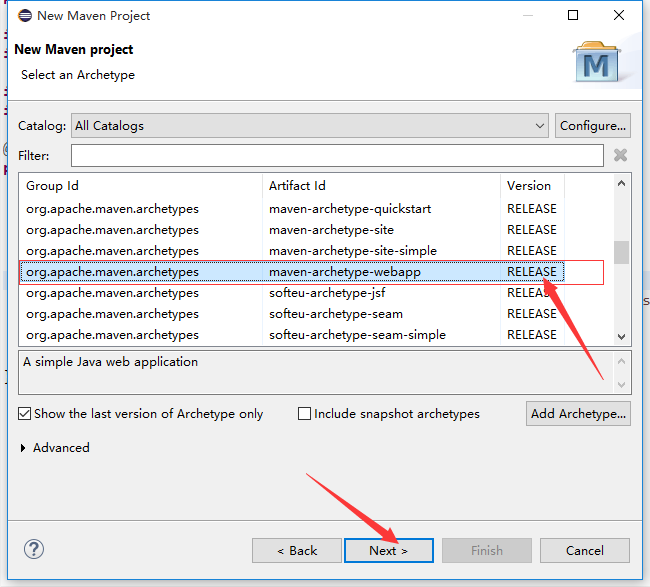 New Maven Project
New Maven project
Select an Archetype
M
Catalog: All Catalogs Configure...
Filter:
Group Id Artifact Id Version
org.apache.maven.archetypes maven-archetype-quickstart RELEASE
org.apache.maven.archetypes maven-archetype-site RELEASE
org.apache.maven.archetypes maven-archetype-site-simple RELEASE
org.apache.maven.archetypes maven-archetype-webapp RELEASE
org.apache.maven.archetypes softeu-archetype-jsf RELEASE
org.apache.maven.archetypes softeu-archetype-seam RELEASE
org.apache.maven.archetypes softeu-archetype-seam-simple RELEASE
A simple Java web application
Show the last version of Archetype only Include snapshot archetypes Add Archetype...
Advanced
? < Back Next > Finish Cancel